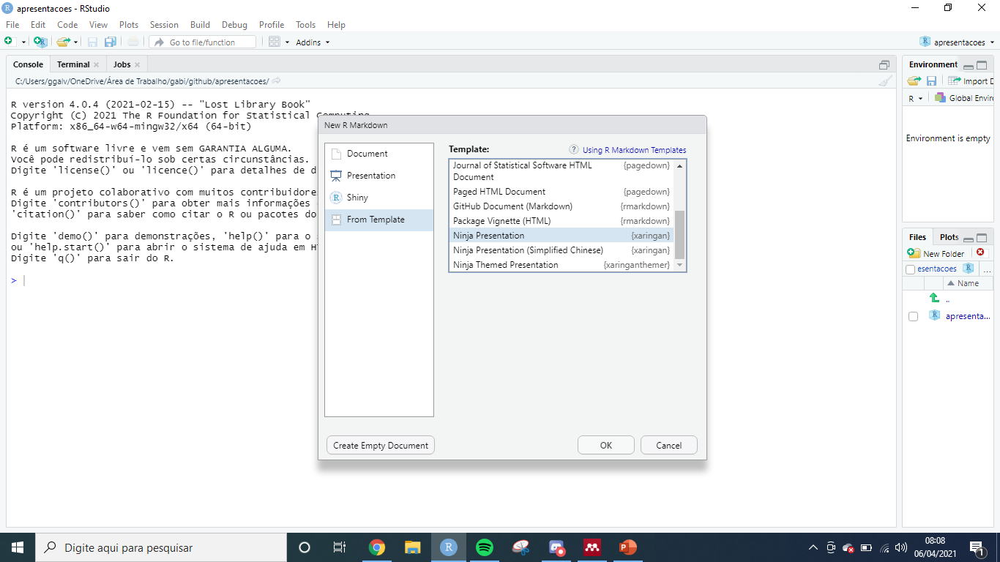 apresentacoes - RStudio
File Edit Code View Plots Session Build Debug Profile Tools Help
Go to file/function Addins apresentacoes
Console Terminal Jobs
C:/Users/ggalv/OneDrive/Área de Trabalho/gabi/github/apresentacoes/
R version 4.0.4 (2021-02-15) -- "Lost Library Book"
Copyright (C) 2021 The R Foundation for Statistical Computing
Platform: x86_64-w64-mingw32/x64 (64-bit)
R é um software livre e vem sem GARANTIA ALGUMA.
Você pode redistribuí-lo sob certas circunstâncias.
Digite 'license()' ou 'licence()' para detalhes de d
R é um projeto colaborativo com muitos contribuidore
Digite 'contributors()' para obter mais informações
'citation()' para saber como citar o R ou pacotes do
Digite 'demo()' para demonstrações, 'help()' para o
ou 'help.start()' para abrir o sistema de ajuda em H
Digite 'q()' para sair do R.
>
New R Markdown
Document
Presentation
R Shiny
From Template
Template: ? Using R Markdown Templates
Journal of Statistical Software HTML {pagedown}
Document
Paged HTML Document {pagedown}
GitHub Document (Markdown) {rmarkdown}
Package Vignette (HTML) {rmarkdown}
Ninja Presentation {xaringan}
Ninja Presentation (Simplified Chinese) {xaringan}
Ninja Themed Presentation {xaringanthemer}
Create Empty Document OK Cancel
Environment
Import D
R Global Enviro
Environment is empty
Files Plots
New Folder
esentacoes ...
Name
..
apresenta...
Digite aqui para pesquisar
08:08
06/04/2021
1